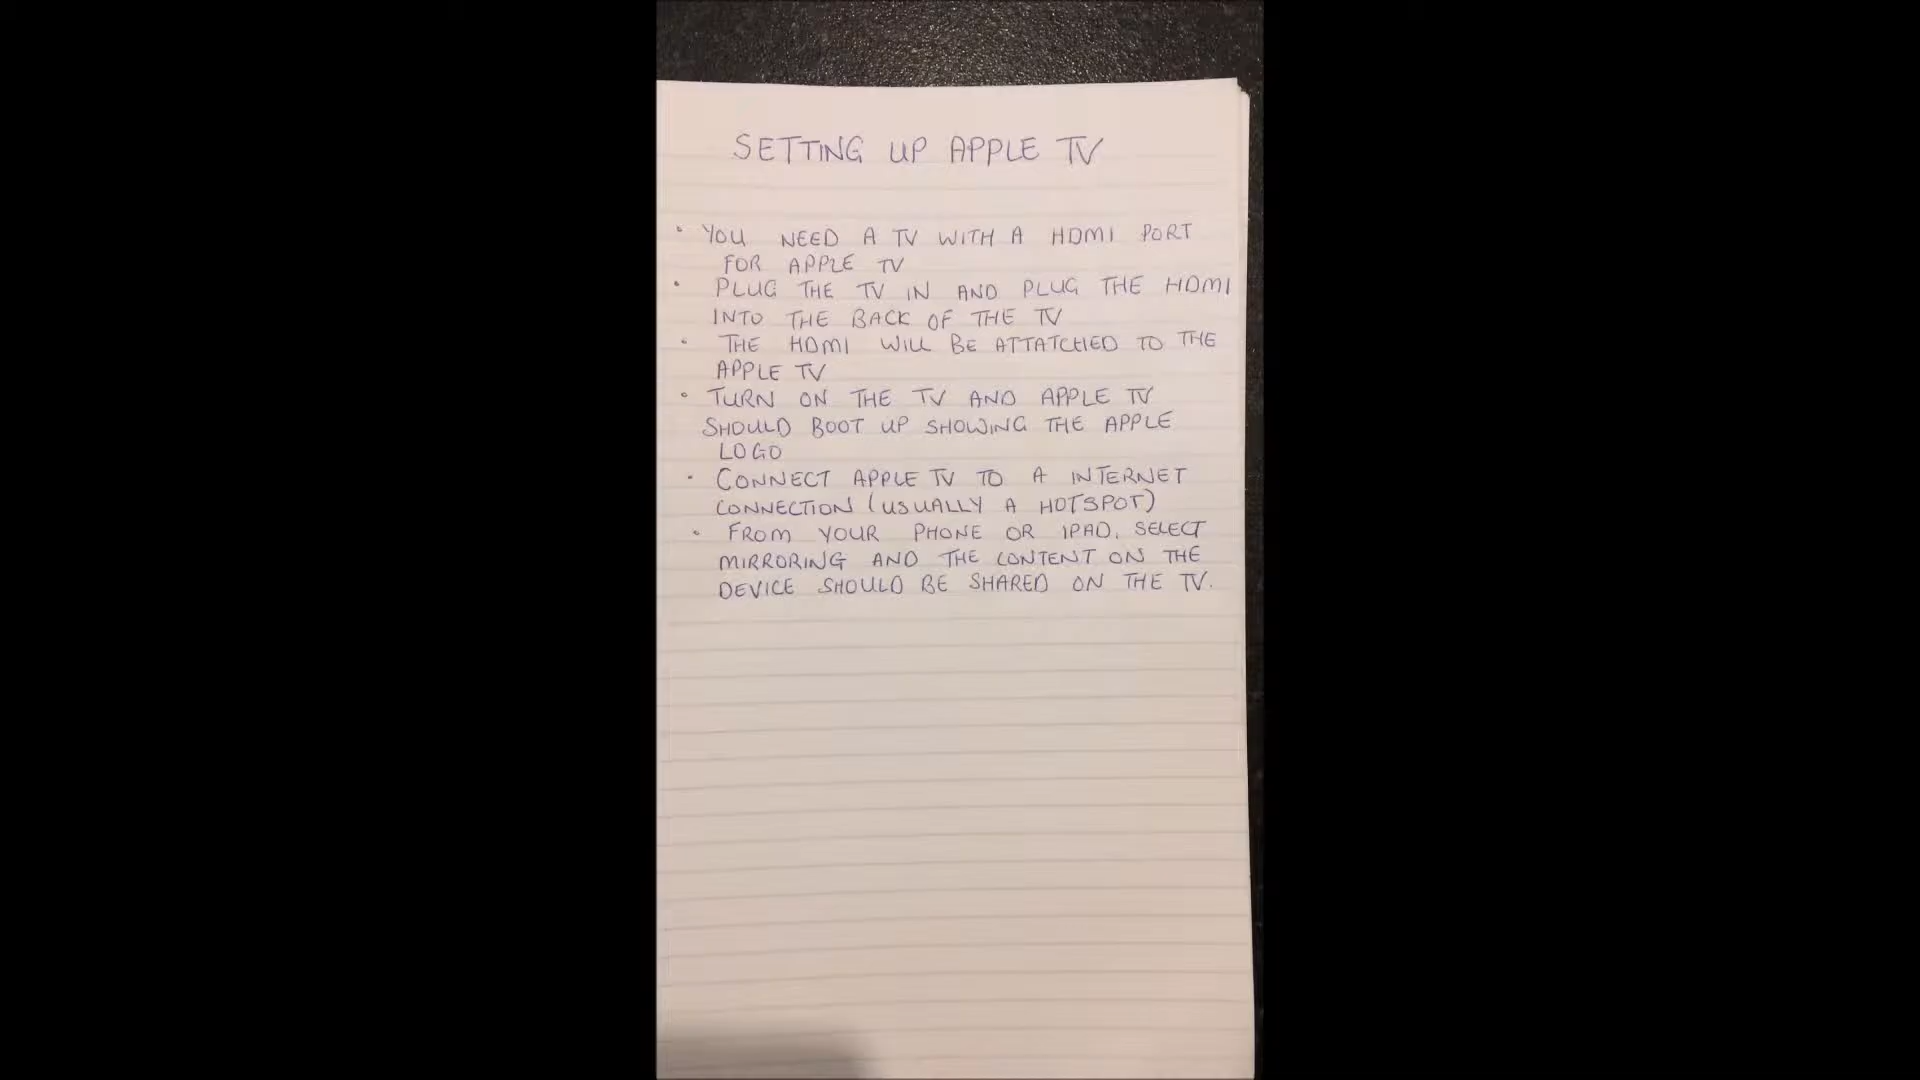 SETTING UP APPLE TV
• YOU NEED A TV WITH A HDMI PORT
FOR APPLE TV
• PLUG THE TV IN AND PLUG THE HDMI
INTO THE BACK OF THE TV
• THE HDMI WILL BE ATTATCHED TO THE
APPLE TV
• TURN ON THE TV AND APPLE TV
SHOULD BOOT UP SHOWING THE APPLE
LOGO
• CONNECT APPLE TV TO A INTERNET
CONNECTION (USUALLY A HOTSPOT)
• FROM YOUR PHONE OR IPAD, SELECT
MIRRORING AND THE CONTENT ON THE
DEVICE SHOULD BE SHARED ON THE TV.